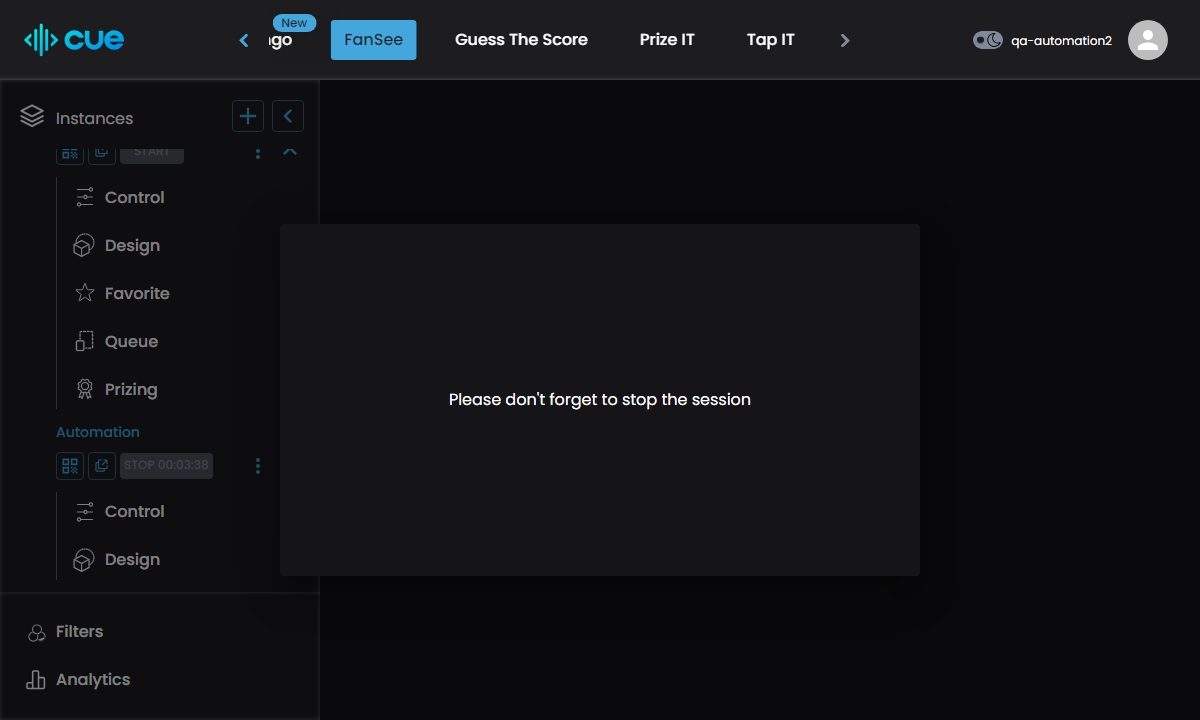 cue
New
FanSee
Guess The Score
Prize IT
Tap IT
qa-automation2
Instances
START
Control
Design
Favorite
Queue
Prizing
Please don't forget to stop the session
Automation
STOP 00:03:38
Control
Design
Filters
Analytics